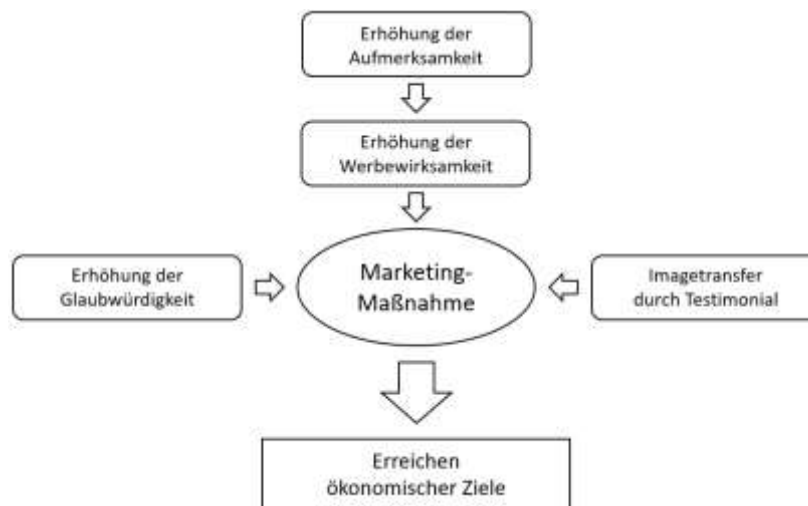 Erhöhung der
Aufmerksamkeit
Erhöhung der
Werbewirksamkeit
Erhöhung der
Glaubwürdigkeit
Marketing-
Maßnahme
Imagetransfer
durch Testimonial
Erreichen
ökonomischer Ziele